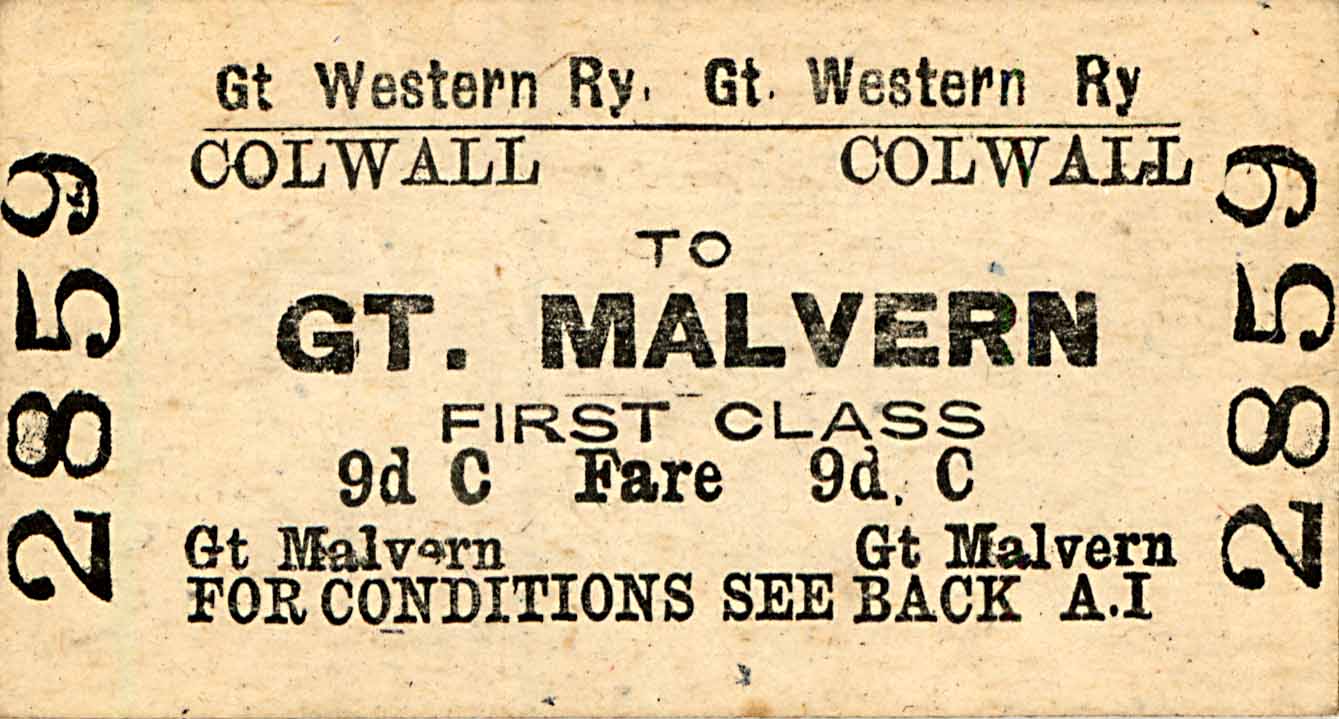 Gt Western Ry. Gt. Western Ry
COLWALL COLWALL
TO
GT. MALVERN
FIRST CLASS
9d C Fare 9d. C
Gt Malvern Gt Malvern
FOR CONDITIONS SEE BACK A.I
2859
2859